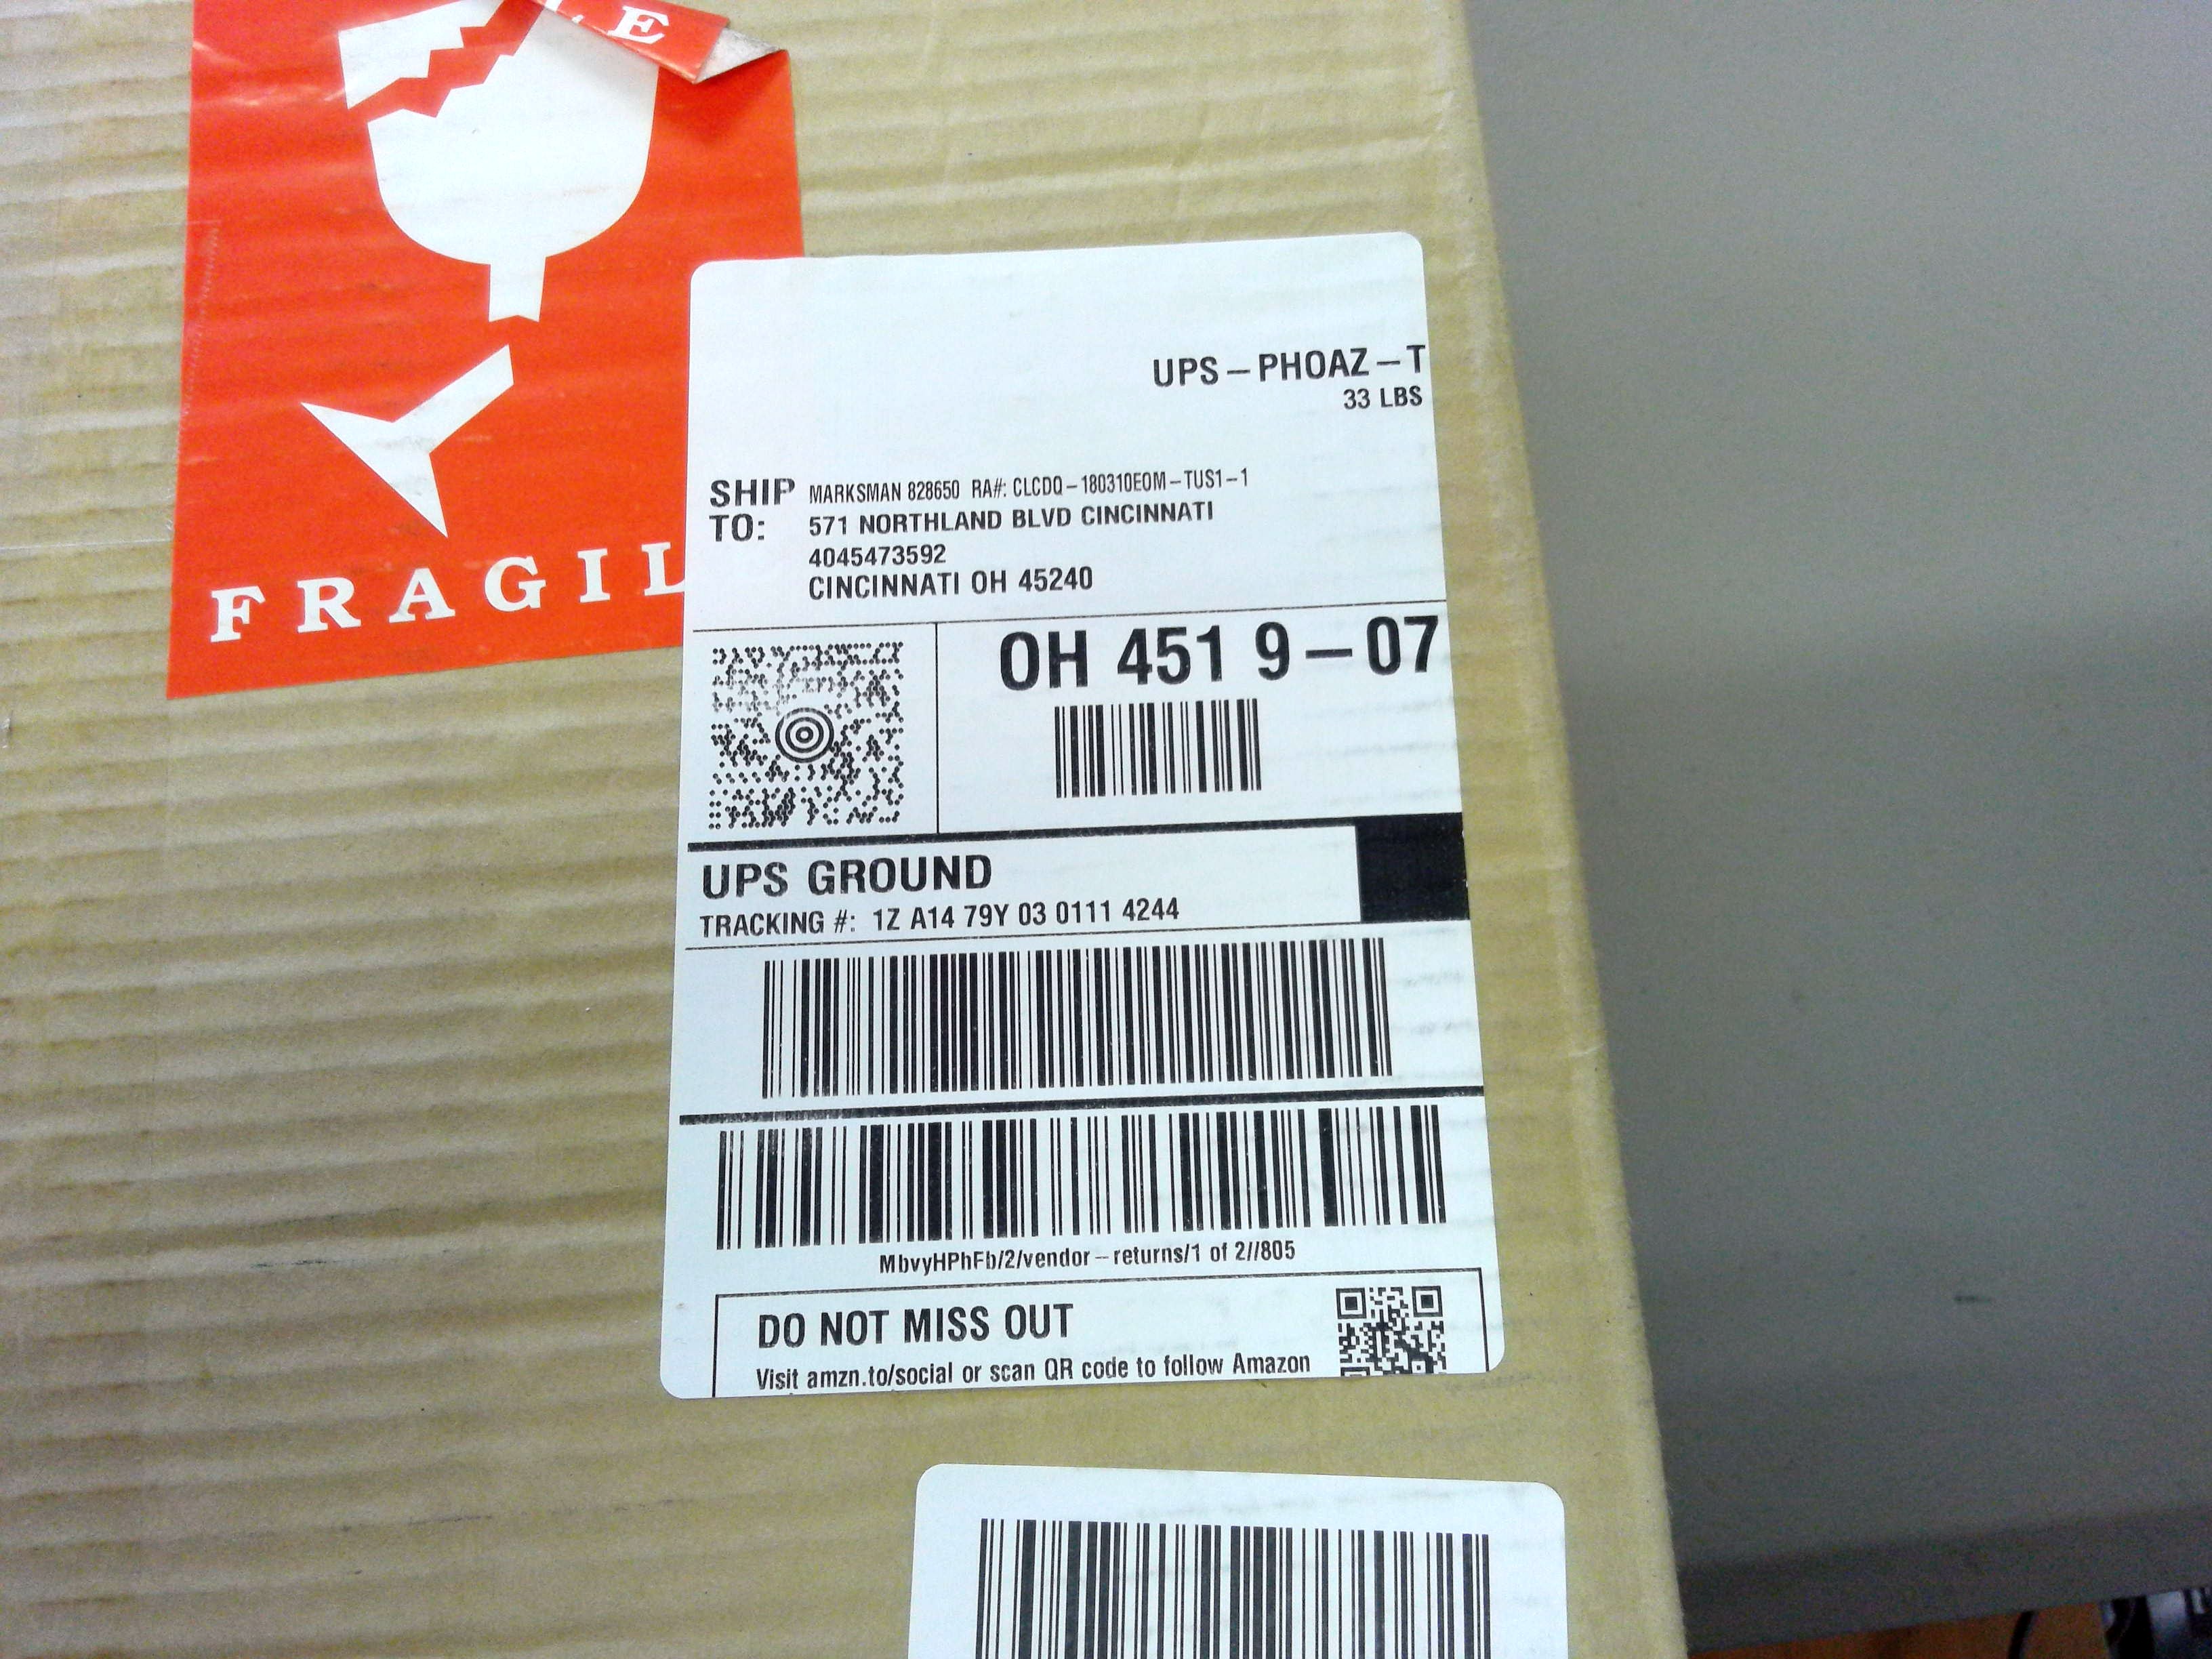 LE
FRAGIL
UPS – PHOAZ – T
33 LBS
SHIP TO:
MARKSMAN 828650 RA#: CLCDQ – 180310EOM – TUS1 – 1
571 NORTHLAND BLVD CINCINNATI
4045473592
CINCINNATI OH 45240
OH 451 9 – 07
UPS GROUND
TRACKING #: 1Z A14 79Y 03 0111 4244
MbvyHPhFb/2/vendor – returns/1 of 2//805
DO NOT MISS OUT
Visit amzn.to/social or scan QR code to follow Amazon